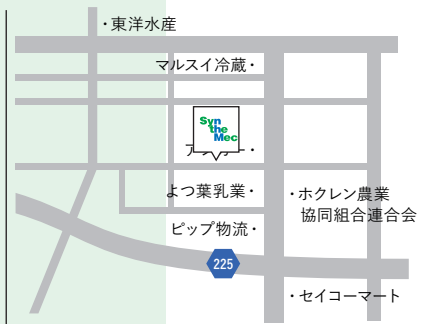 ・東洋水産
マルスイ冷蔵・
Syn
the
Mec
よつ葉乳業・
・ホクレン農業
協同組合連合会
ピップ物流・
225
・セイコーマート